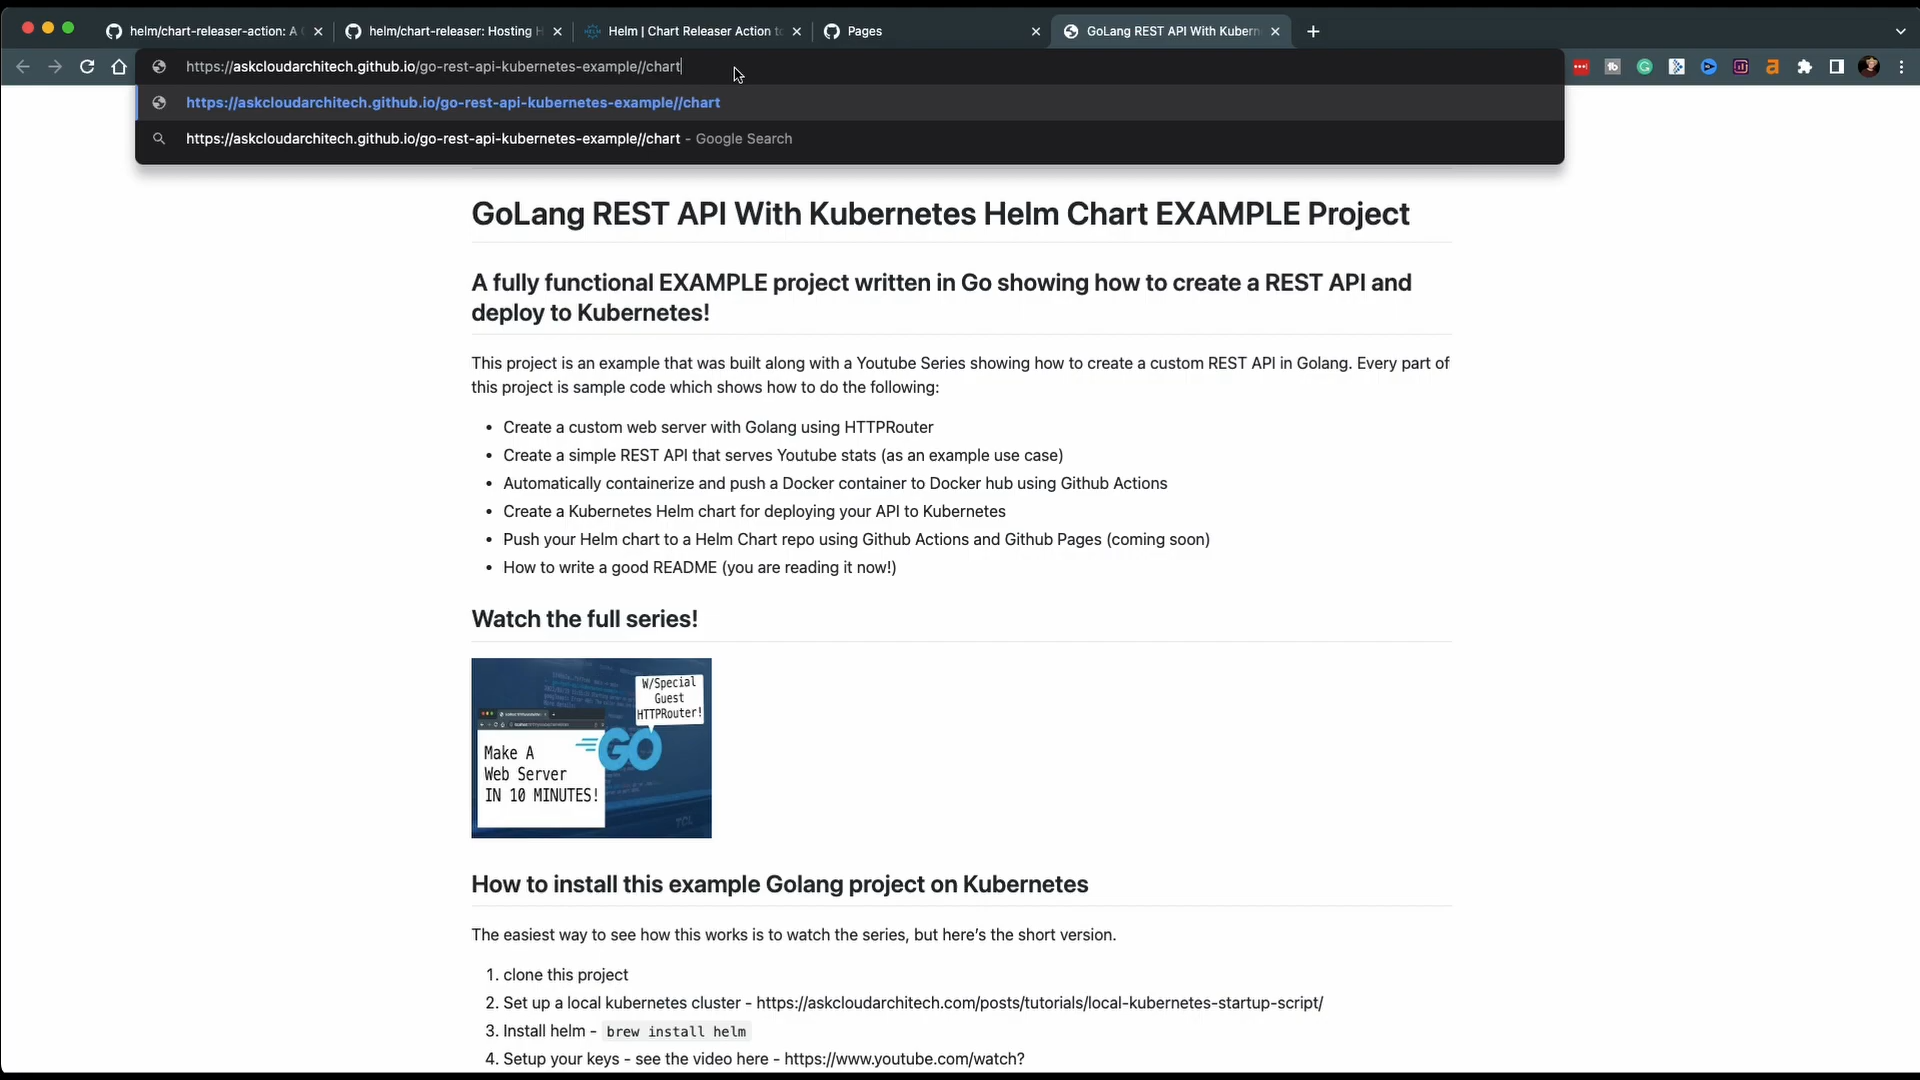 helm/chart-releaser-action: A G
helm/chart-releaser: Hosting H
Helm | Chart Releaser Action to
Pages
GoLang REST API With Kubern
https://askcloudarchitech.github.io/go-rest-api-kubernetes-example//chart
https://askcloudarchitech.github.io/go-rest-api-kubernetes-example//chart
https://askcloudarchitech.github.io/go-rest-api-kubernetes-example//chart - Google Search
GoLang REST API With Kubernetes Helm Chart EXAMPLE Project
A fully functional EXAMPLE project written in Go showing how to create a REST API and
deploy to Kubernetes!
This project is an example that was built along with a Youtube Series showing how to create a custom REST API in Golang. Every part of
this project is sample code which shows how to do the following:
• Create a custom web server with Golang using HTTPRouter
• Create a simple REST API that serves Youtube stats (as an example use case)
• Automatically containerize and push a Docker container to Docker hub using Github Actions
• Create a Kubernetes Helm chart for deploying your API to Kubernetes
• Push your Helm chart to a Helm Chart repo using Github Actions and Github Pages (coming soon)
• How to write a good README (you are reading it now!)
Watch the full series!
W/Special
Guest
HTTPRouter!
GO
Make A
Web Server
IN 10 MINUTES!
TCL
How to install this example Golang project on Kubernetes
The easiest way to see how this works is to watch the series, but here's the short version.
1. clone this project
2. Set up a local kubernetes cluster - https://askcloudarchitech.com/posts/tutorials/local-kubernetes-startup-script/
3. Install helm - brew install helm
4. Setup your keys - see the video here - https://www.youtube.com/watch?